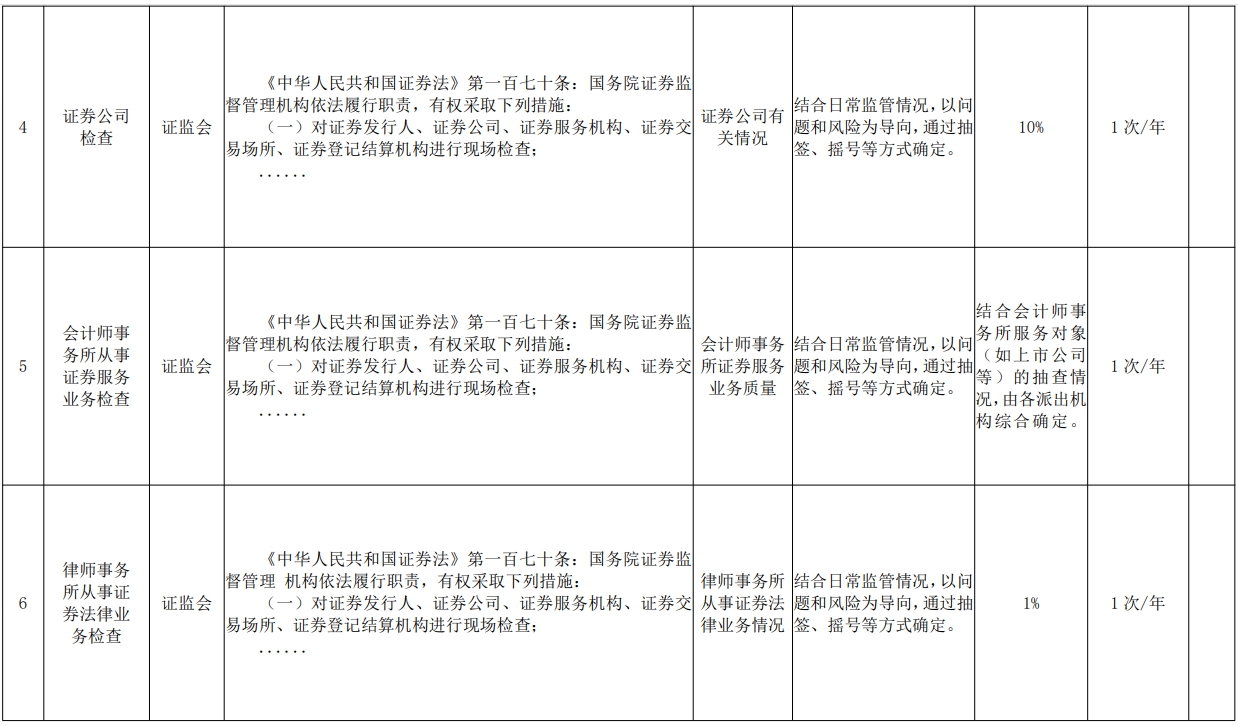 4
证券公司
检查
证监会
《中华人民共和国证券法》第一百七十条：国务院证券监
督管理机构依法履行职责，有权采取下列措施：
（一）对证券发行人、证券公司、证券服务机构、证券交
易场所、证券登记结算机构进行现场检查；
······
证券公司有
关情况
结合日常监管情况，以问
题和风险为导向，通过抽
签、摇号等方式确定。
10%
1 次/年
5
会计师事
务所从事
证券服务
业务检查
证监会
《中华人民共和国证券法》第一百七十条：国务院证券监
督管理机构依法履行职责，有权采取下列措施：
（一）对证券发行人、证券公司、证券服务机构、证券交
易场所、证券登记结算机构进行现场检查；
······
会计师事务
所证券服务
业务质量
结合日常监管情况，以问
题和风险为导向，通过抽
签、摇号等方式确定。
结合会计师事
务所服务对象
（如上市公司
等）的抽查情
况，由各派出机
构综合确定。
1 次/年
6
律师事务
所从事证
券法律业
务检查
证监会
《中华人民共和国证券法》第一百七十条：国务院证券监
督管理 机构依法履行职责，有权采取下列措施：
（一）对证券发行人、证券公司、证券服务机构、证券交
易场所、证券登记结算机构进行现场检查；
······
律师事务所
从事证券法
律业务情况
结合日常监管情况，以问
题和风险为导向，通过抽
签、摇号等方式确定。
1%
1 次/年